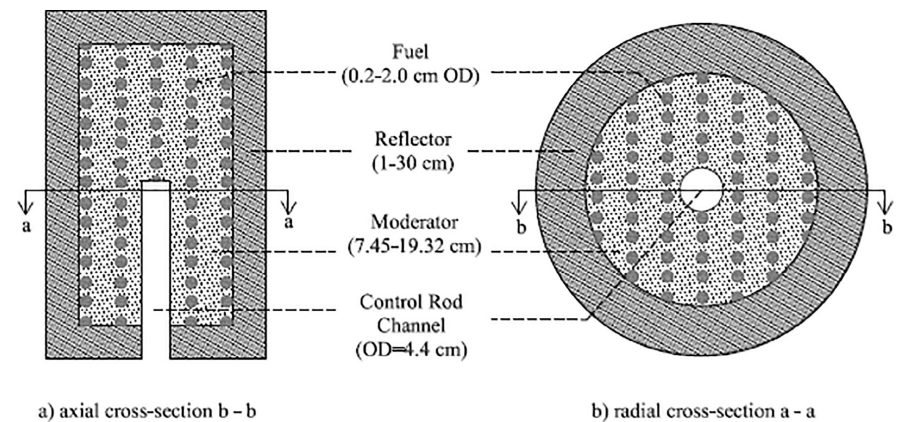 Fuel
(0.2-2.0 cm OD)
Reflector
(1-30 cm)
a
a
Moderator
(7.45-19.32 cm)
b
b
Control Rod
Channel
(OD=4.4 cm)
a) axial cross-section b - b
b) radial cross-section a - a